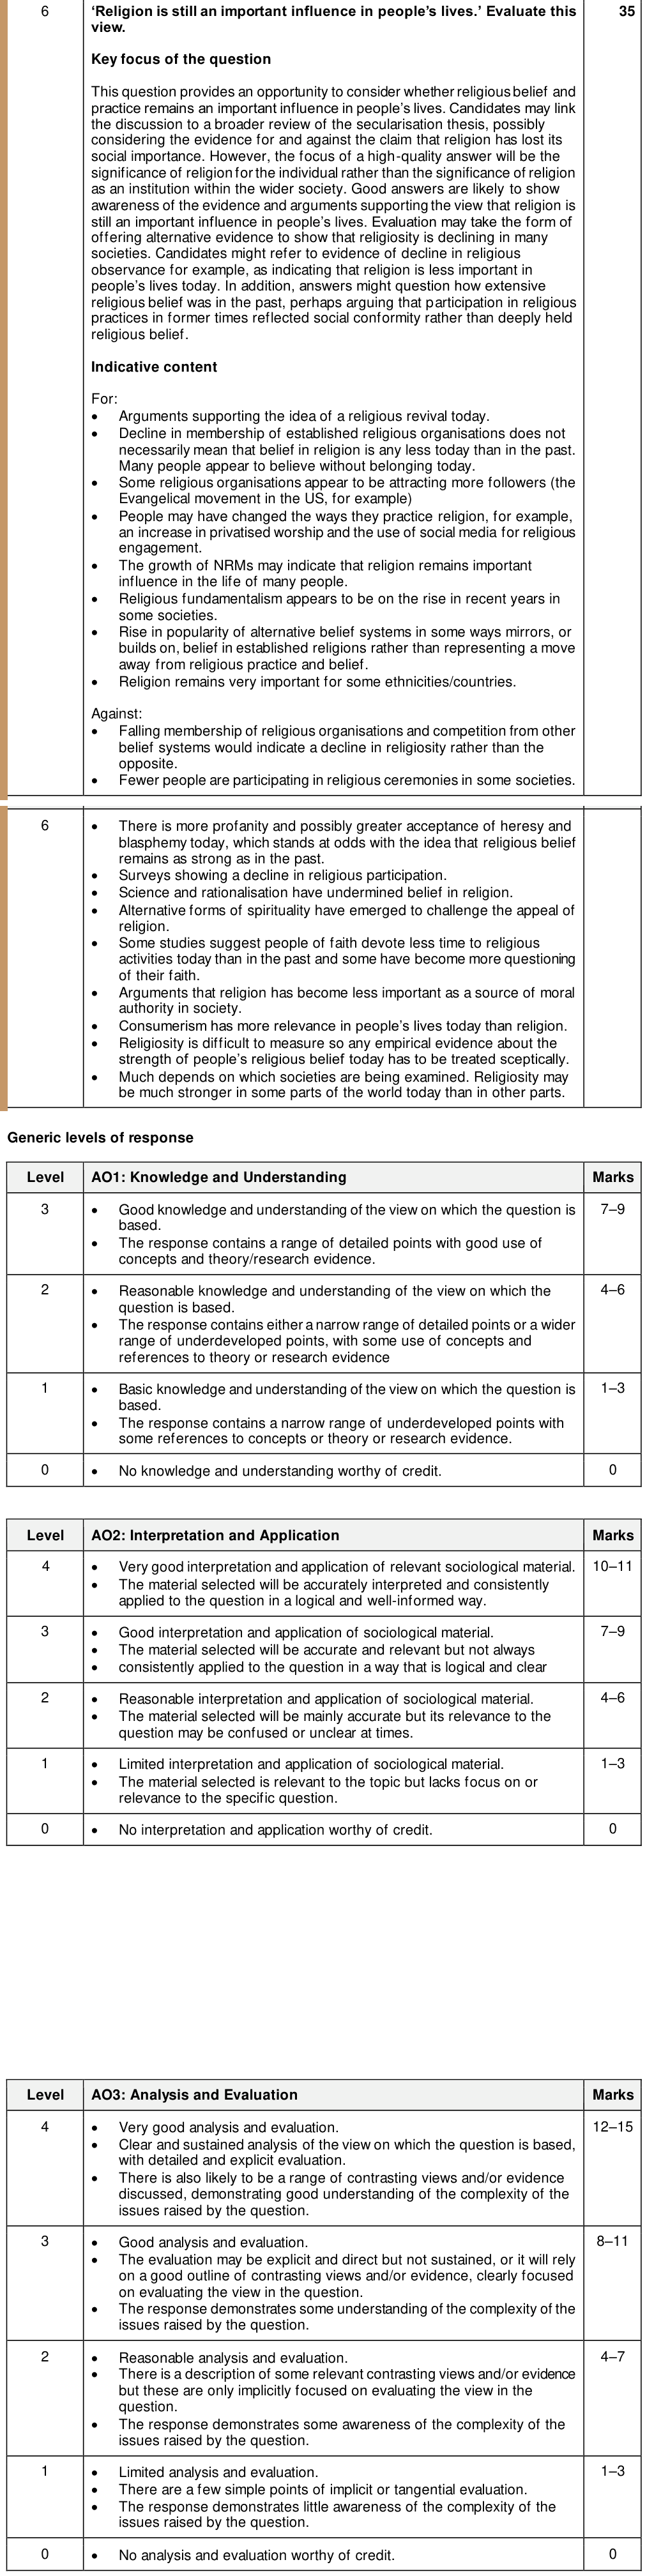 6 'Religion is still an important influence in people's lives.' Evaluate this 35
view.
Key focus of the question
This question provides an opportunity to consider whether religious belief and
practice remains an important influence in people's lives. Candidates may link
the discussion to a broader review of the secularisation thesis, possibly
considering the evidence for and against the claim that religion has lost its
social importance. However, the focus of a high-quality answer will be the
significance of religion for the individual rather than the significance of religion
as an institution within the wider society. Good answers are likely to show
awareness of the evidence and arguments supporting the view that religion is
still an important influence in people's lives. Evaluation may take the form of
offering alternative evidence to show that religiosity is declining in many
societies. Candidates might refer to evidence of decline in religious
observance for example, as indicating that religion is less important in
people's lives today. In addition, answers might question how extensive
religious belief was in the past, perhaps arguing that participation in religious
practices in former times reflected social conformity rather than deeply held
religious belief.
Indicative content
For:
• Arguments supporting the idea of a religious revival today.
• Decline in membership of established religious organisations does not
necessarily mean that belief in religion is any less today than in the past.
Many people appear to believe without belonging today.
• Some religious organisations appear to be attracting more followers (the
Evangelical movement in the US, for example)
• People may have changed the ways they practice religion, for example,
an increase in privatised worship and the use of social media for religious
engagement.
• The growth of NRMs may indicate that religion remains important
influence in the life of many people.
• Religious fundamentalism appears to be on the rise in recent years in
some societies.
• Rise in popularity of alternative belief systems in some ways mirrors, or
builds on, belief in established religions rather than representing a move
away from religious practice and belief.
• Religion remains very important for some ethnicities/countries.
Against:
• Falling membership of religious organisations and competition from other
belief systems would indicate a decline in religiosity rather than the
opposite.
• Fewer people are participating in religious ceremonies in some societies.
6 • There is more profanity and possibly greater acceptance of heresy and
blasphemy today, which stands at odds with the idea that religious belief
remains as strong as in the past.
• Surveys showing a decline in religious participation.
• Science and rationalisation have undermined belief in religion.
• Alternative forms of spirituality have emerged to challenge the appeal of
religion.
• Some studies suggest people of faith devote less time to religious
activities today than in the past and some have become more questioning
of their faith.
• Arguments that religion has become less important as a source of moral
authority in society.
• Consumerism has more relevance in people's lives today than religion.
• Religiosity is difficult to measure so any empirical evidence about the
strength of people's religious belief today has to be treated sceptically.
• Much depends on which societies are being examined. Religiosity may
be much stronger in some parts of the world today than in other parts.
Generic levels of response
Level AO1: Knowledge and Understanding Marks
3 • Good knowledge and understanding of the view on which the question is 7–9
based.
• The response contains a range of detailed points with good use of
concepts and theory/research evidence.
2 • Reasonable knowledge and understanding of the view on which the 4–6
question is based.
• The response contains either a narrow range of detailed points or a wider
range of underdeveloped points, with some use of concepts and
references to theory or research evidence
1 • Basic knowledge and understanding of the view on which the question is 1–3
based.
• The response contains a narrow range of underdeveloped points with
some references to concepts or theory or research evidence.
0 • No knowledge and understanding worthy of credit. 0
Level AO2: Interpretation and Application Marks
4 • Very good interpretation and application of relevant sociological material. 10–11
• The material selected will be accurately interpreted and consistently
applied to the question in a logical and well-informed way.
3 • Good interpretation and application of sociological material. 7–9
• The material selected will be accurate and relevant but not always
• consistently applied to the question in a way that is logical and clear
2 • Reasonable interpretation and application of sociological material. 4–6
• The material selected will be mainly accurate but its relevance to the
question may be confused or unclear at times.
1 • Limited interpretation and application of sociological material. 1–3
• The material selected is relevant to the topic but lacks focus on or
relevance to the specific question.
0 • No interpretation and application worthy of credit. 0
Level AO3: Analysis and Evaluation Marks
4 • Very good analysis and evaluation. 12–15
• Clear and sustained analysis of the view on which the question is based,
with detailed and explicit evaluation.
• There is also likely to be a range of contrasting views and/or evidence
discussed, demonstrating good understanding of the complexity of the
issues raised by the question.
3 • Good analysis and evaluation. 8–11
• The evaluation may be explicit and direct but not sustained, or it will rely
on a good outline of contrasting views and/or evidence, clearly focused
on evaluating the view in the question.
• The response demonstrates some understanding of the complexity of the
issues raised by the question.
2 • Reasonable analysis and evaluation. 4–7
• There is a description of some relevant contrasting views and/or evidence
but these are only implicitly focused on evaluating the view in the
question.
• The response demonstrates some awareness of the complexity of the
issues raised by the question.
1 • Limited analysis and evaluation. 1–3
• There are a few simple points of implicit or tangential evaluation.
• The response demonstrates little awareness of the complexity of the
issues raised by the question.
0 • No analysis and evaluation worthy of credit. 0